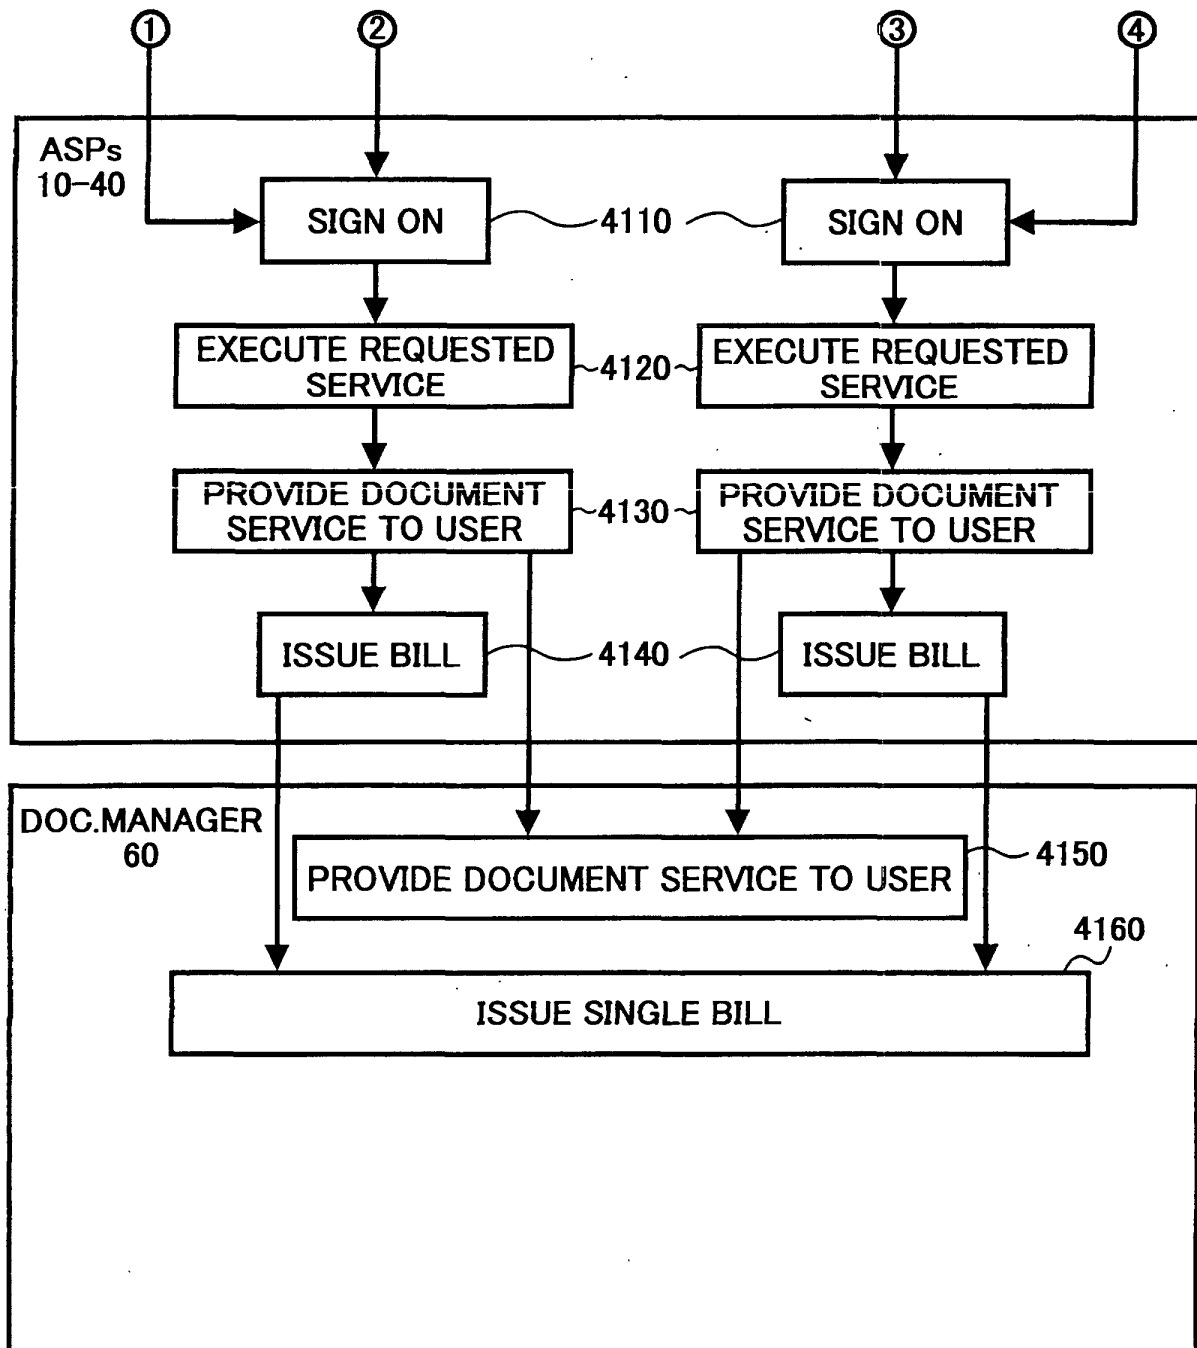 ① ② ③ ④
ASPs
10-40
SIGN ON 4110 SIGN ON
EXECUTE REQUESTED
SERVICE
4120
EXECUTE REQUESTED
SERVICE
PROVIDE DOCUMENT
SERVICE TO USER
4130
PROVIDE DOCUMENT
SERVICE TO USER
ISSUE BILL 4140 ISSUE BILL
DOC.MANAGER
60
4150
PROVIDE DOCUMENT SERVICE TO USER
4160
ISSUE SINGLE BILL